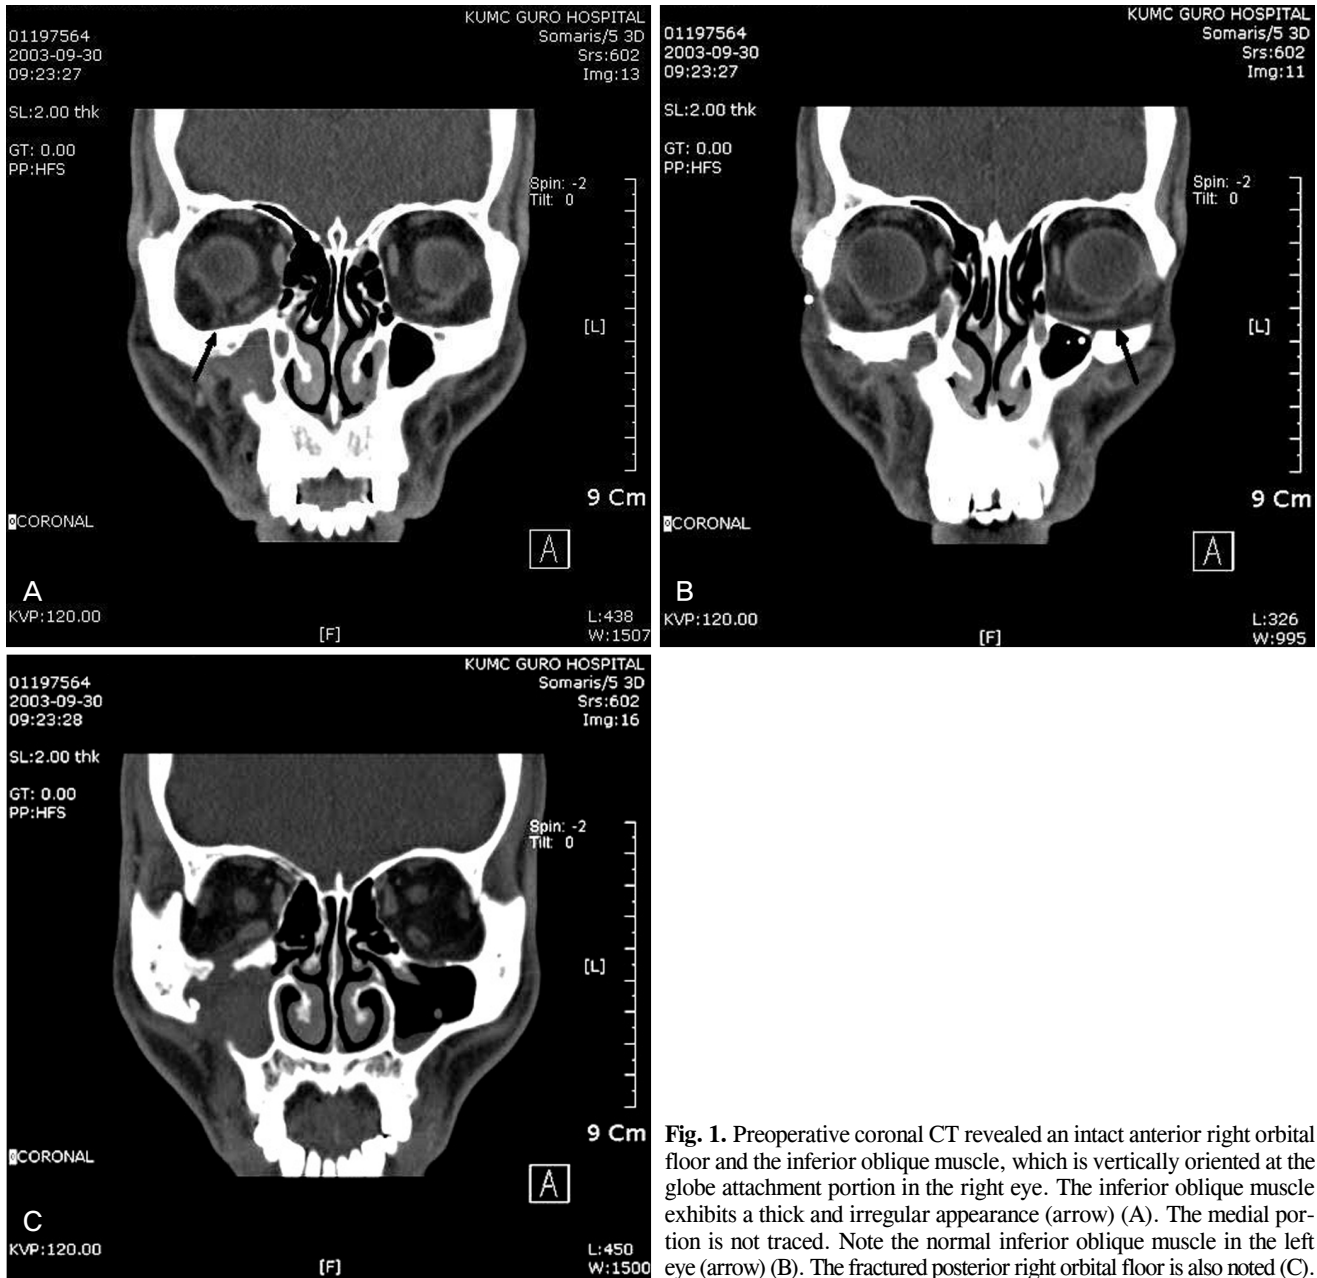 KUMC GURO HOSPITAL
01197564
Somaris/5 3D
2003-09-30
Srs:602
09:23:27
Img:13
SL:2.00 thk
GT: 0.00
PP:HFS
Spin: -2
Tilt: 0
[L]
9 Cm
CORONAL
A
A
KVP:120.00
L:438
[F]
W:1507
KUMC GURO HOSPITAL
01197564
Somaris/5 3D
2003-09-30
Srs:602
09:23:27
Img:11
SL:2.00 thk
GT: 0.00
PP:HFS
Spin: -2
Tilt: 0
[L]
9 Cm
CORONAL
A
B
KVP:120.00
L:326
[F]
W:995
KUMC GURO HOSPITAL
01197564
Somaris/5 3D
2003-09-30
Srs:602
09:23:28
Img:16
SL:2.00 thk
GT: 0.00
PP:HFS
Spin: -2
Tilt: 0
[L]
9 Cm
CORONAL
A
C
KVP:120.00
L:450
[F]
W:1500
Fig. 1. Preoperative coronal CT revealed an intact anterior right orbital
floor and the inferior oblique muscle, which is vertically oriented at the
globe attachment portion in the right eye. The inferior oblique muscle
exhibits a thick and irregular appearance (arrow) (A). The medial por-
tion is not traced. Note the normal inferior oblique muscle in the left
eye (arrow) (B). The fractured posterior right orbital floor is also noted (C).